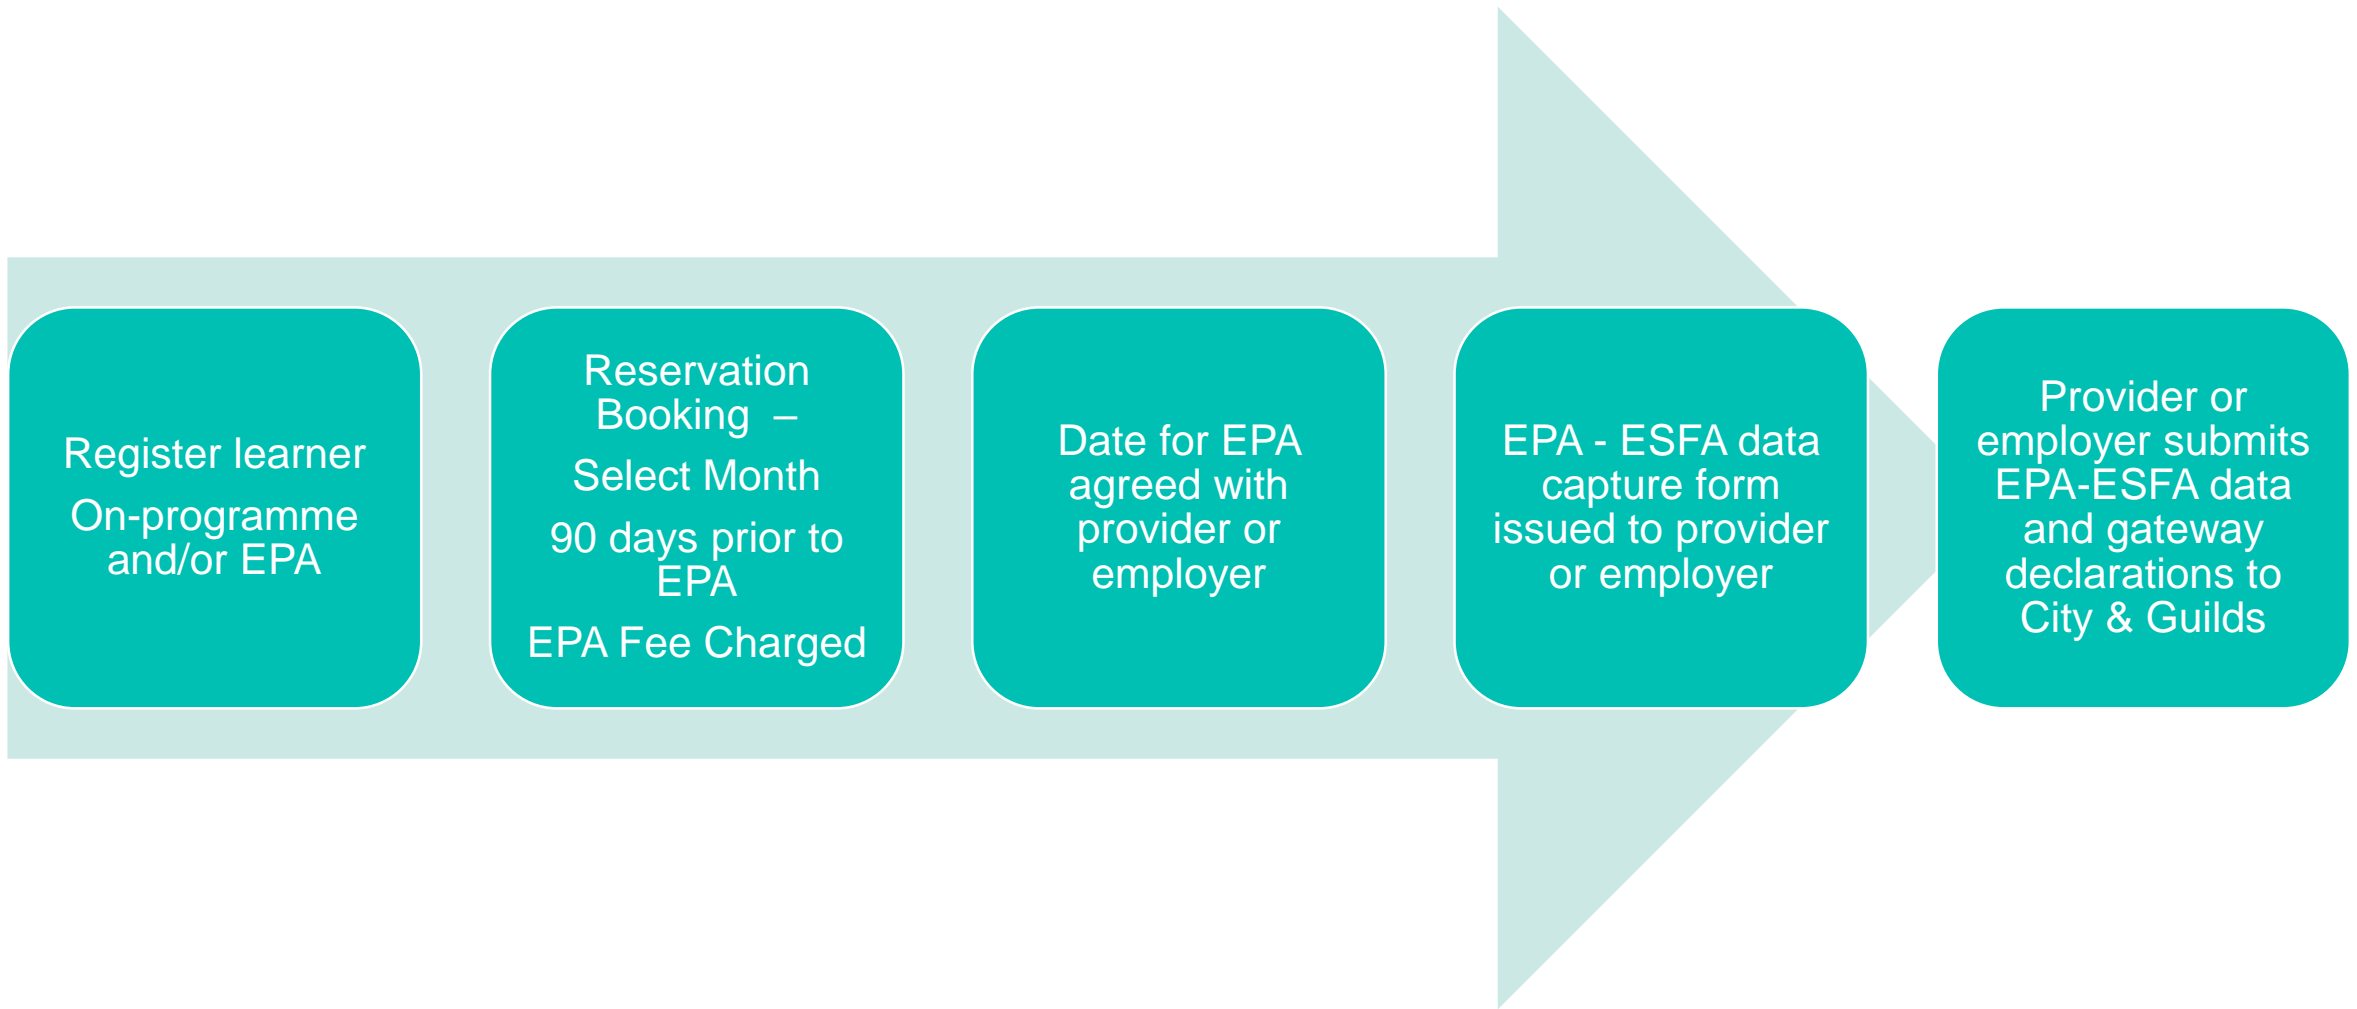 Register learner
On-programme
and/or EPA
Reservation
Booking –
Select Month
90 days prior to
EPA
EPA Fee Charged
Date for EPA
agreed with
provider or
employer
EPA - ESFA data
capture form
issued to provider
or employer
Provider or
employer submits
EPA-ESFA data
and gateway
declarations to
City & Guilds